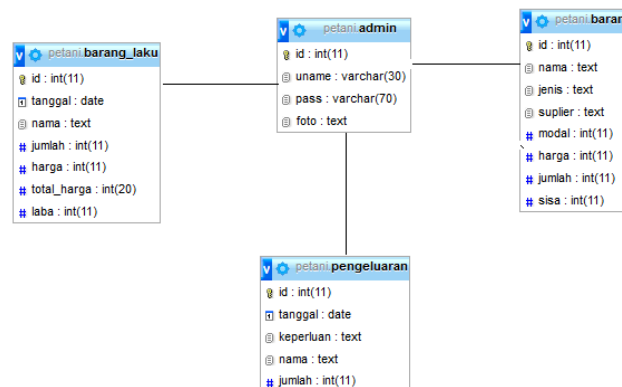 petani.barang_laku
id : int(11)
tanggal : date
nama : text
jumlah : int(11)
harga : int(11)
total_harga : int(20)
laba : int(11)
petani.admin
id : int(11)
uname : varchar(30)
pass : varchar(70)
foto : text
petani.baran
id : int(11)
nama : text
jenis : text
suplier : text
modal : int(11)
harga : int(11)
jumlah : int(11)
sisa : int(11)
petani.pengeluaran
id : int(11)
tanggal : date
keperluan : text
nama : text
jumlah : int(11)